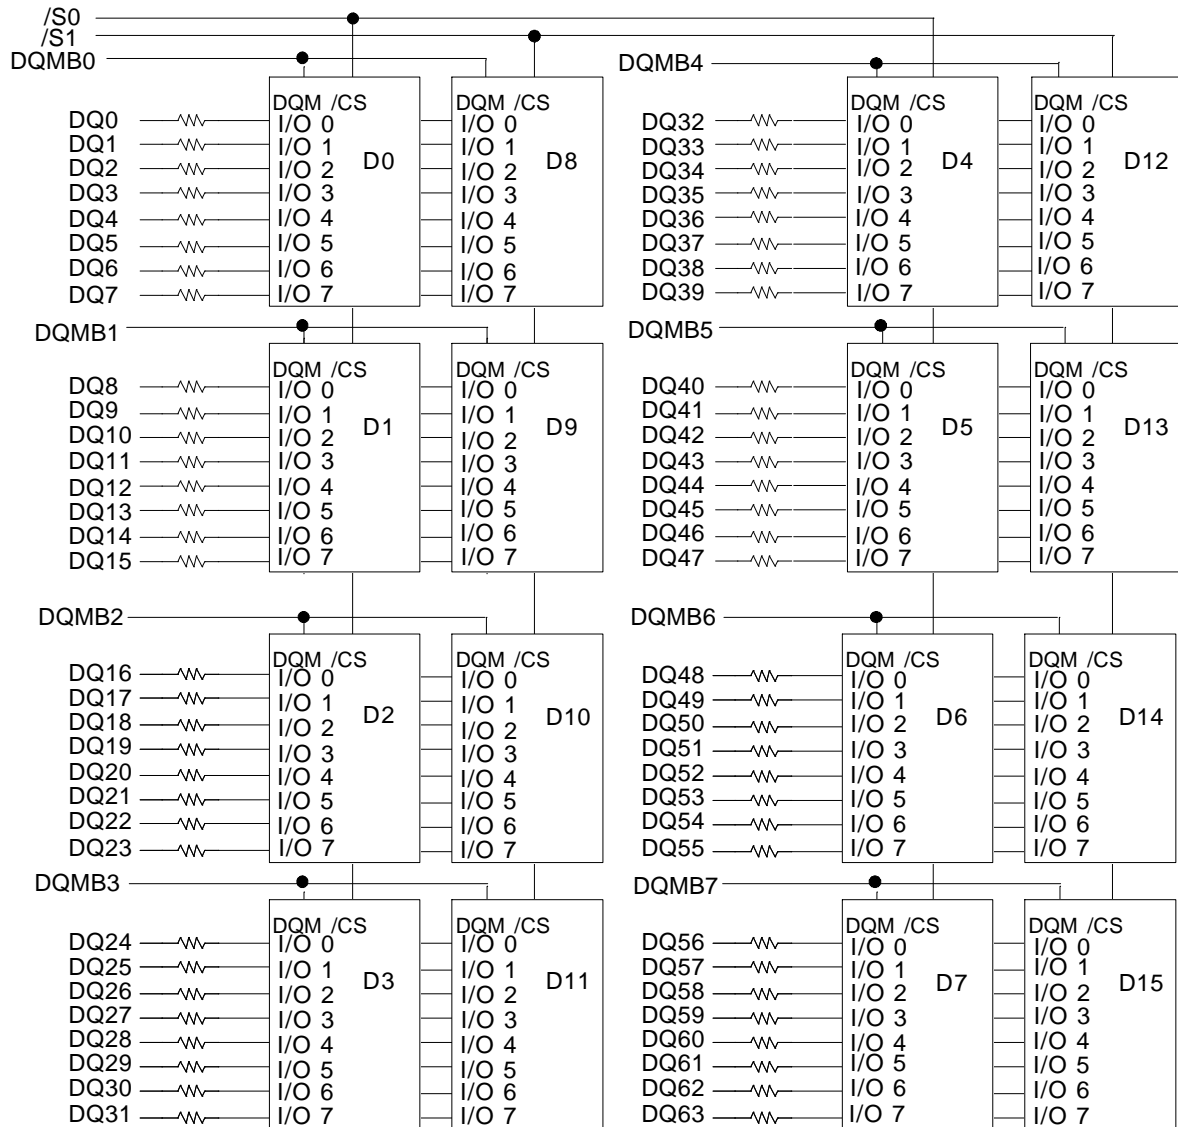 /S0
/S1
DQMB0
DQMB4
DQM /CS DQM /CS DQM /CS DQM /CS
DQ0 I/O 0 I/O 0 DQ32 I/O 0 I/O 0
DQ1 I/O 1 I/O 1 DQ33 I/O 1 I/O 1
D0 D8 D4 D12
DQ2 I/O 2 I/O 2 DQ34 I/O 2 I/O 2
DQ3 I/O 3 I/O 3 DQ35 I/O 3 I/O 3
DQ4 I/O 4 I/O 4 DQ36 I/O 4 I/O 4
DQ5 I/O 5 I/O 5 DQ37 I/O 5 I/O 5
DQ6 I/O 6 I/O 6 DQ38 I/O 6 I/O 6
DQ7 I/O 7 I/O 7 DQ39 I/O 7 I/O 7
DQMB1 DQMB5
DQM /CS DQM /CS DQM /CS DQM /CS
DQ8 I/O 0 I/O 0 DQ40 I/O 0 I/O 0
DQ9 I/O 1 I/O 1 DQ41 I/O 1 I/O 1
D1 D9 D5 D13
DQ10 I/O 2 I/O 2 DQ42 I/O 2 I/O 2
DQ11 I/O 3 I/O 3 DQ43 I/O 3 I/O 3
DQ12 I/O 4 I/O 4 DQ44 I/O 4 I/O 4
DQ13 I/O 5 I/O 5 DQ45 I/O 5 I/O 5
DQ14 I/O 6 I/O 6 DQ46 I/O 6 I/O 6
DQ15 I/O 7 I/O 7 DQ47 I/O 7 I/O 7
DQMB2 DQMB6
DQM /CS DQM /CS DQM /CS DQM /CS
DQ16 I/O 0 I/O 0 DQ48 I/O 0 I/O 0
DQ17 I/O 1 I/O 1 DQ49 I/O 1 I/O 1
D2 D10 D6 D14
DQ18 I/O 2 I/O 2 DQ50 I/O 2 I/O 2
DQ19 I/O 3 I/O 3 DQ51 I/O 3 I/O 3
DQ20 I/O 4 I/O 4 DQ52 I/O 4 I/O 4
DQ21 I/O 5 I/O 5 DQ53 I/O 5 I/O 5
DQ22 I/O 6 I/O 6 DQ54 I/O 6 I/O 6
DQ23 I/O 7 I/O 7 DQ55 I/O 7 I/O 7
DQMB3 DQMB7
DQM /CS DQM /CS DQM /CS DQM /CS
DQ24 I/O 0 I/O 0 DQ56 I/O 0 I/O 0
DQ25 I/O 1 I/O 1 DQ57 I/O 1 I/O 1
D3 D11 D7 D15
DQ26 I/O 2 I/O 2 DQ58 I/O 2 I/O 2
DQ27 I/O 3 I/O 3 DQ59 I/O 3 I/O 3
DQ28 I/O 4 I/O 4 DQ60 I/O 4 I/O 4
DQ29 I/O 5 I/O 5 DQ61 I/O 5 I/O 5
DQ30 I/O 6 I/O 6 DQ62 I/O 6 I/O 6
DQ31 I/O 7 I/O 7 DQ63 I/O 7 I/O 7